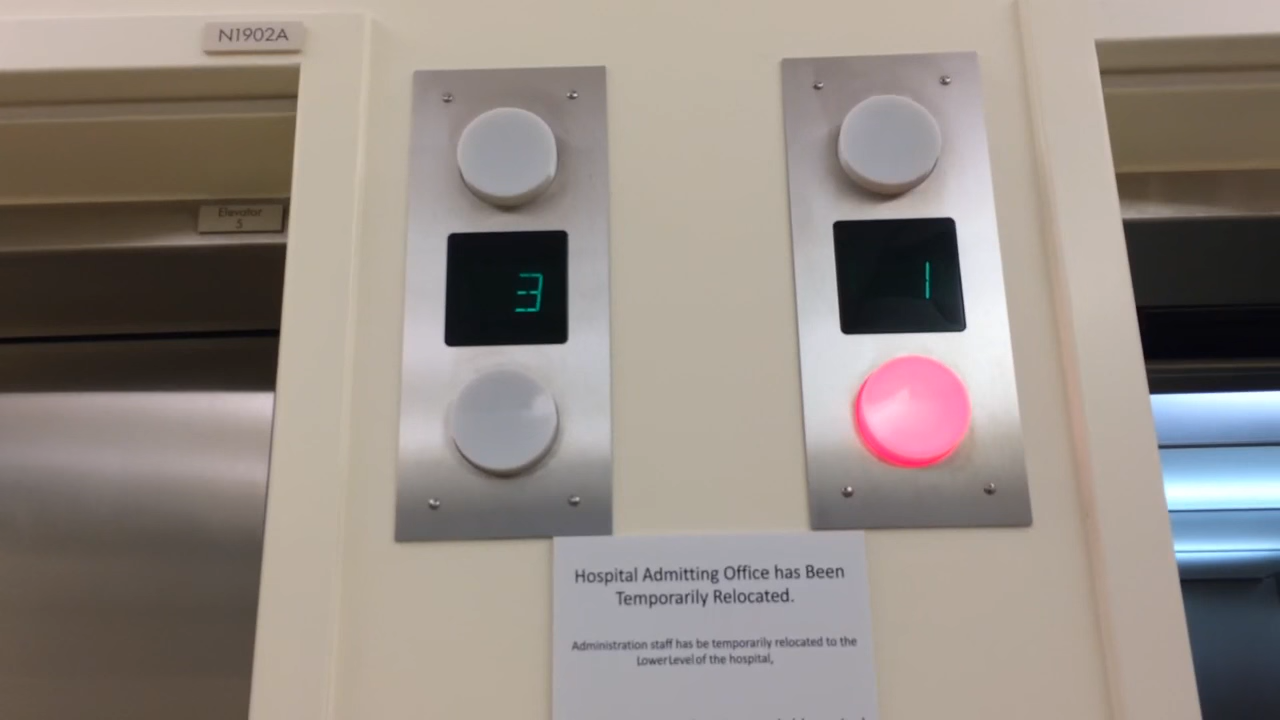 N1902A
Elevator
5
3
1
Hospital Admitting Office has Been
Temporarily Relocated.
Administration staff has be temporarily relocated to the
Lower Level of the hospital,